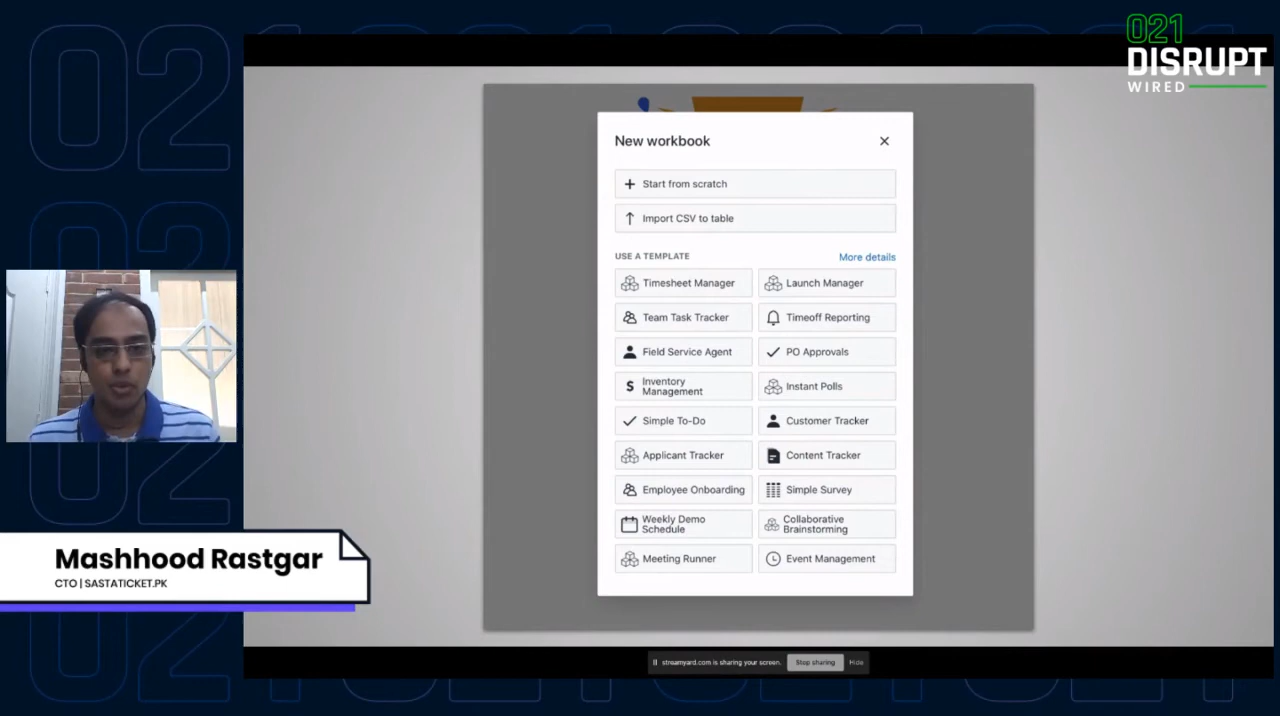 021
DISRUPT
WIRED
New workbook
Start from scratch
Import CSV to table
USE A TEMPLATE
More details
Timesheet Manager
Launch Manager
Team Task Tracker
Timeoff Reporting
Field Service Agent
PO Approvals
Inventory
Management
Instant Polls
Simple To-Do
Customer Tracker
Applicant Tracker
Content Tracker
Employee Onboarding
Simple Survey
Weekly Demo
Schedule
Collaborative
Brainstorming
Meeting Runner
Event Management
Mashhood Rastgar
CTO | SASTATICKET.PK
streamyard.com is sharing your screen.
Stop sharing
Hide